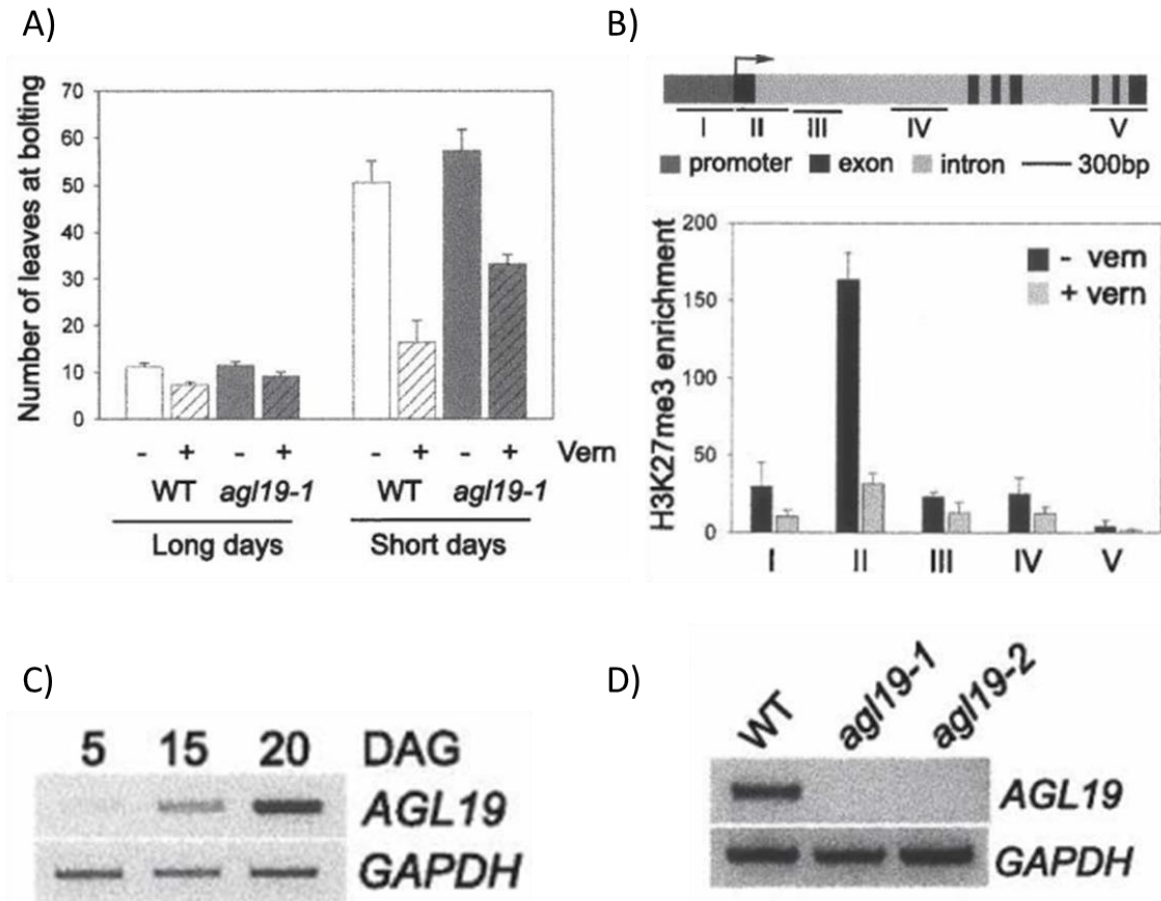 A)
70
60
50
40
30
20
10
0
Number of leaves at bolting
- + - + - + - + Vern
WT agl19-1 WT agl19-1
Long days Short days
B)
I II III IV V
promoter exon intron 300bp
200
150
100
50
0
H3K27me3 enrichment
- vern
+ vern
I II III IV V
C)
5 15 20 DAG
AGL19
GAPDH
D)
WT agl19-1 agl19-2
AGL19
GAPDH